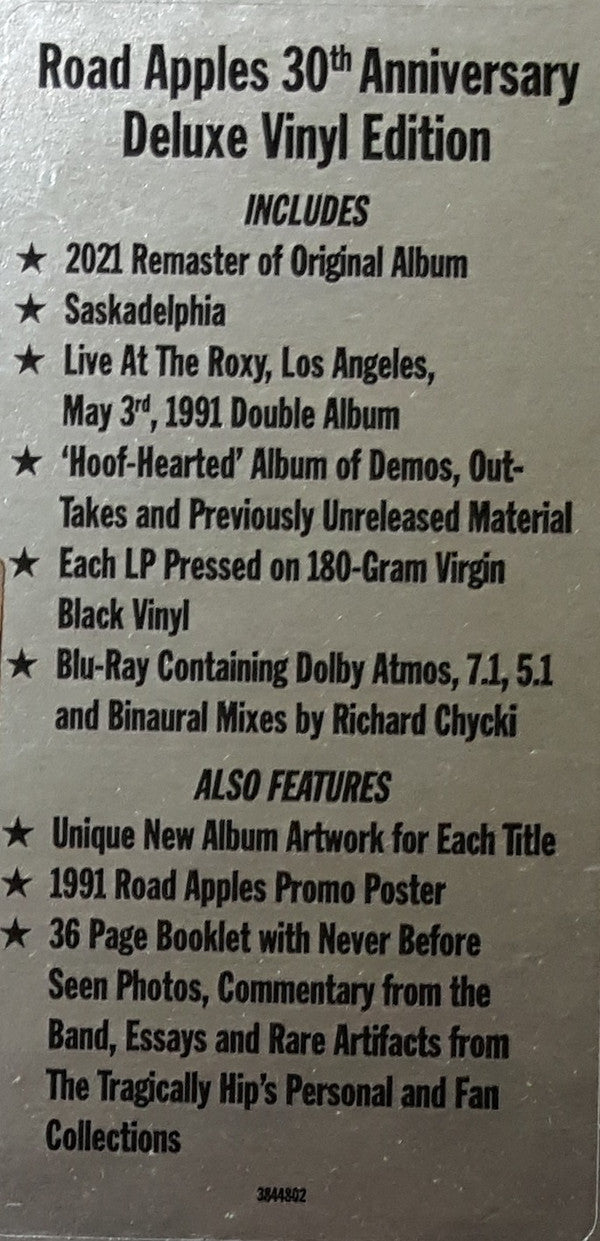 Road Apples 30th Anniversary
Deluxe Vinyl Edition
INCLUDES
★ 2021 Remaster of Original Album
★ Saskadelphia
★ Live At The Roxy, Los Angeles,
May 3rd, 1991 Double Album
★ ‘Hoof-Hearted’ Album of Demos, Out-
Takes and Previously Unreleased Material
★ Each LP Pressed on 180-Gram Virgin
Black Vinyl
★ Blu-Ray Containing Dolby Atmos, 7.1, 5.1
and Binaural Mixes by Richard Chycki
ALSO FEATURES
★ Unique New Album Artwork for Each Title
★ 1991 Road Apples Promo Poster
★ 36 Page Booklet with Never Before
Seen Photos, Commentary from the
Band, Essays and Rare Artifacts from
The Tragically Hip’s Personal and Fan
Collections
3844802